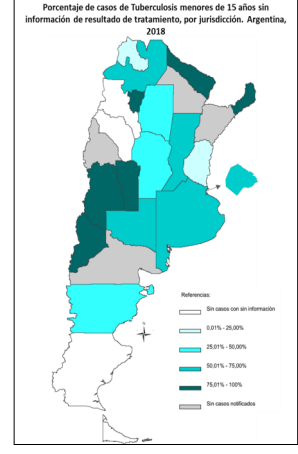 Porcentaje de casos de Tuberculosis menores de 15 años sin
información de resultado de tratamiento, por jurisdicción. Argentina,
2018
Referencias:
Sin casos con sin información
0,01% - 25,00%
25,01% - 50,00%
50,01% - 75,00%
75,01% - 100%
Sin casos notificados